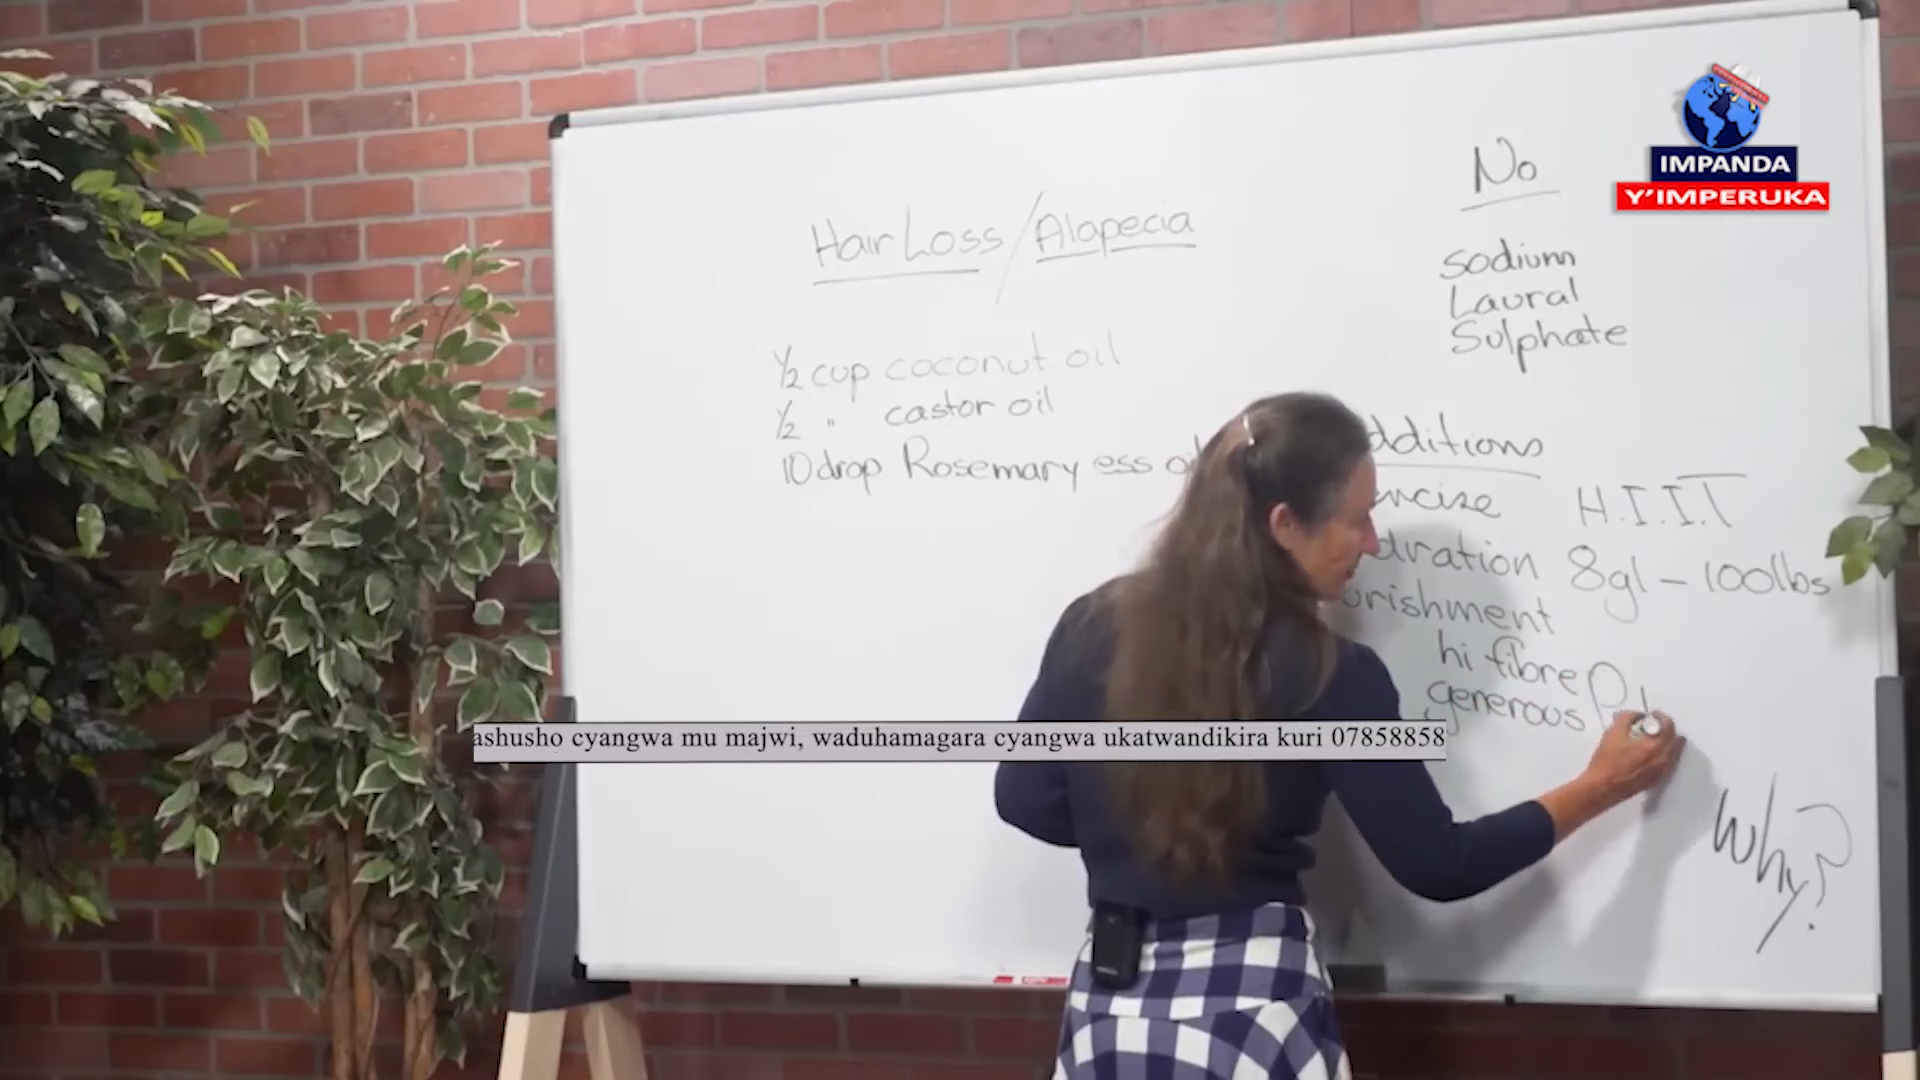 IMPANDA
Y'IMPERUKA
No
Sodium
Laural
Sulphate
Hair Loss / Alapecia
1/2 cup coconut oil
1/2 " castor oil
10 drop Rosemary ess
dditions
rcize H.I.I.T
dration 8gl - 100lbs
urishment
hi fibre
generous
Why?
ashusho cyangwa mu majwi, waduhamagara cyangwa ukatwandikira kuri 07858858